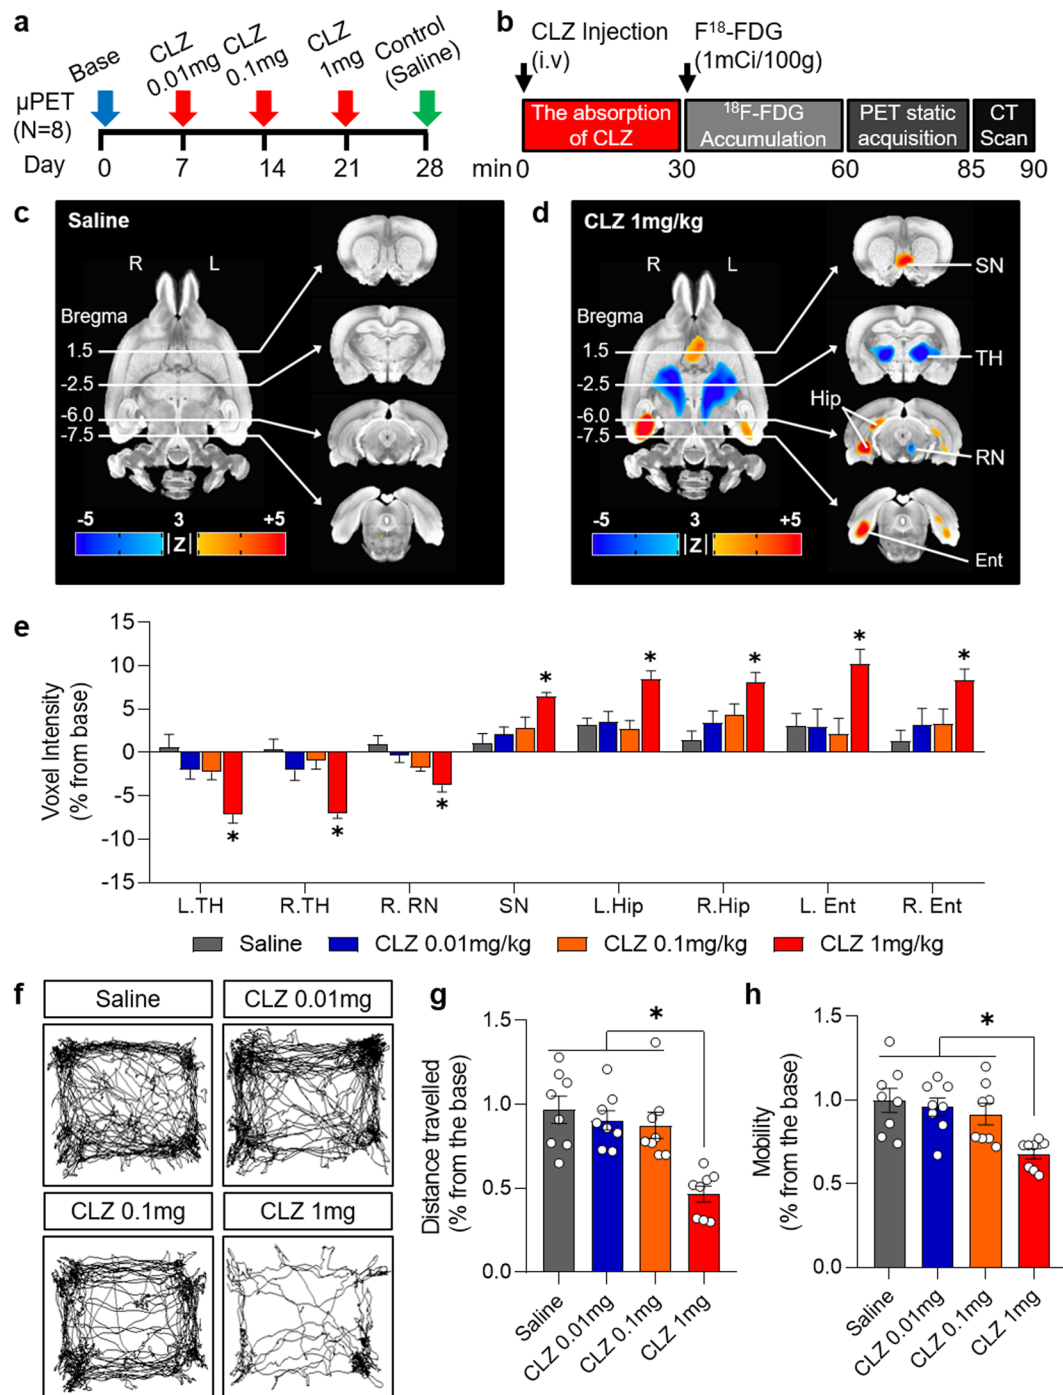 a
Base
CLZ
0.01mg
CLZ
0.1mg
CLZ
1mg
Control
(Saline)
µPET
(N=8)
Day
0
7
14
21
28
b
CLZ Injection
(i.v)
F18-FDG
(1mCi/100g)
The absorption
of CLZ
18F-FDG
Accumulation
PET static
acquisition
CT
Scan
min 0
30
60
85
90
c
Saline
R
L
Bregma
1.5
-2.5
-6.0
-7.5
-5
3
+5
|Z|
d
CLZ 1mg/kg
R
L
Bregma
1.5
-2.5
-6.0
-7.5
SN
TH
Hip
RN
Ent
-5
3
+5
|Z|
e
Voxel Intensity
(% from base)
15
10
5
0
-5
-10
-15
*
*
*
*
*
*
*
*
L.TH
R.TH
R. RN
SN
L.Hip
R.Hip
L. Ent
R. Ent
Saline
CLZ 0.01mg/kg
CLZ 0.1mg/kg
CLZ 1mg/kg
f
Saline
CLZ 0.01mg
CLZ 0.1mg
CLZ 1mg
g
Distance travelled
(% from the base)
1.5
1.0
0.5
0.0
*
Saline
CLZ 0.01mg
CLZ 0.1mg
CLZ 1mg
h
Mobility
(% from the base)
1.5
1.0
0.5
0.0
*
Saline
CLZ 0.01mg
CLZ 0.1mg
CLZ 1mg